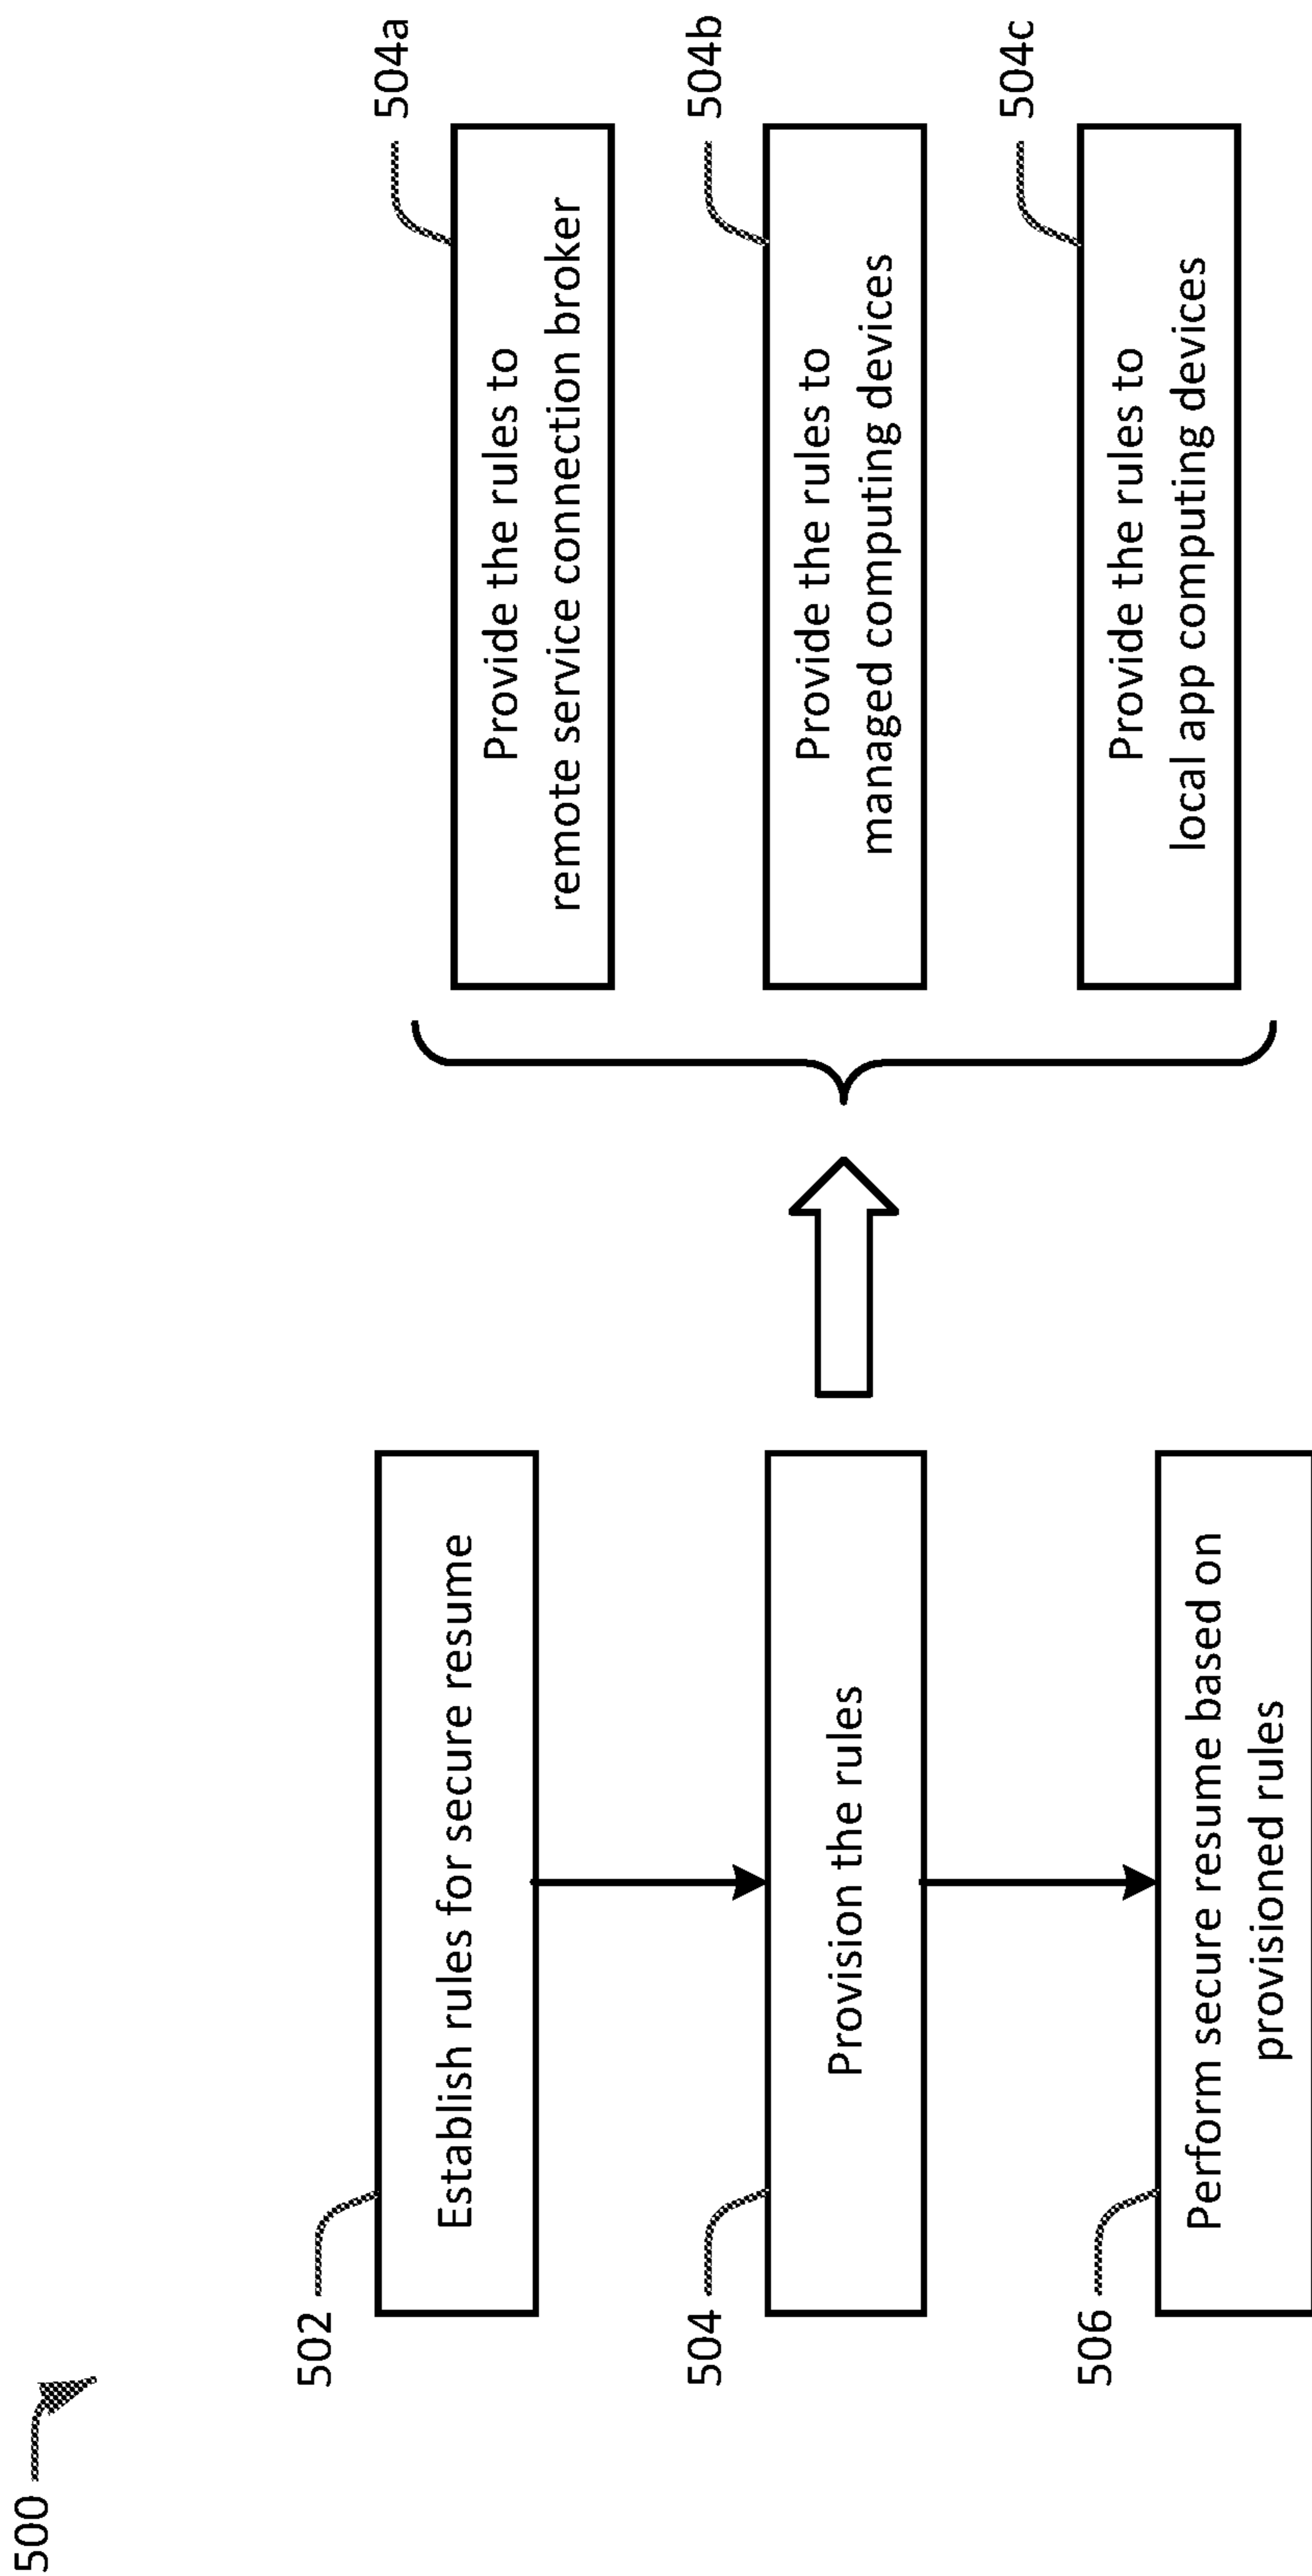 500
502
Establish rules for secure resume
504
Provision the rules
506
Perform secure resume based on
provisioned rules
504a
Provide the rules to
remote service connection broker
504b
Provide the rules to
managed computing devices
504c
Provide the rules to
local app computing devices